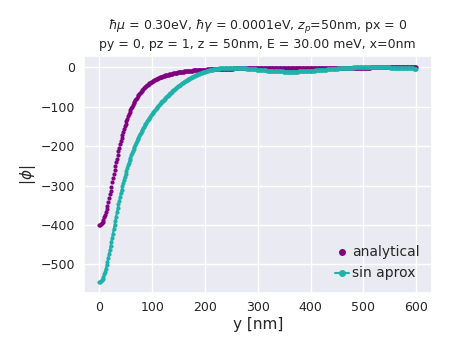 ħμ = 0.30eV, ħγ = 0.0001eV, zₚ=50nm, px = 0
py = 0, pz = 1, z = 50nm, E = 30.00 meV, x=0nm
|ϕ|
0
−100
−200
−300
−400
−500
analytical
sin aprox
0 100 200 300 400 500 600
y [nm]